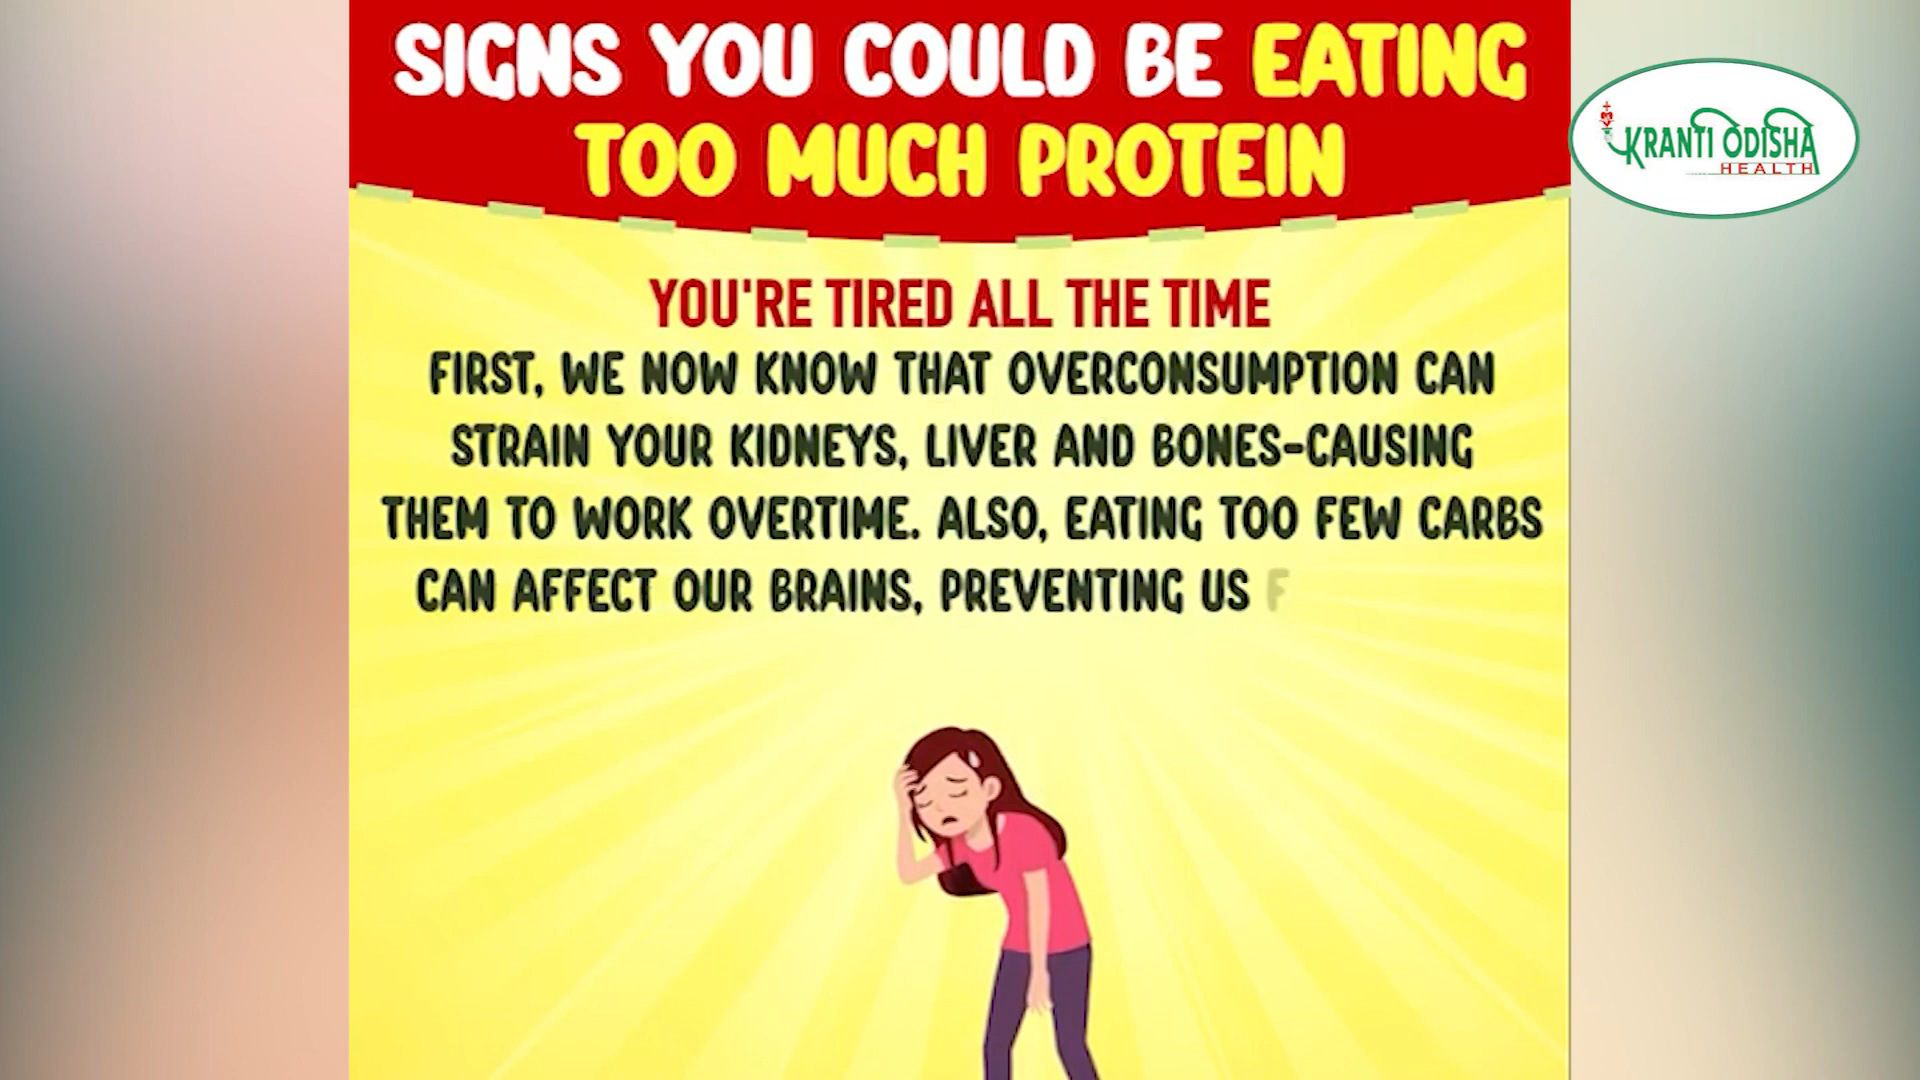 SIGNS YOU COULD BE EATING
TOO MUCH PROTEIN
KRANTI ODISHA
HEALTH
YOU'RE TIRED ALL THE TIME
FIRST, WE NOW KNOW THAT OVERCONSUMPTION CAN
STRAIN YOUR KIDNEYS, LIVER AND BONES-CAUSING
THEM TO WORK OVERTIME. ALSO, EATING TOO FEW CARBS
CAN AFFECT OUR BRAINS, PREVENTING US F